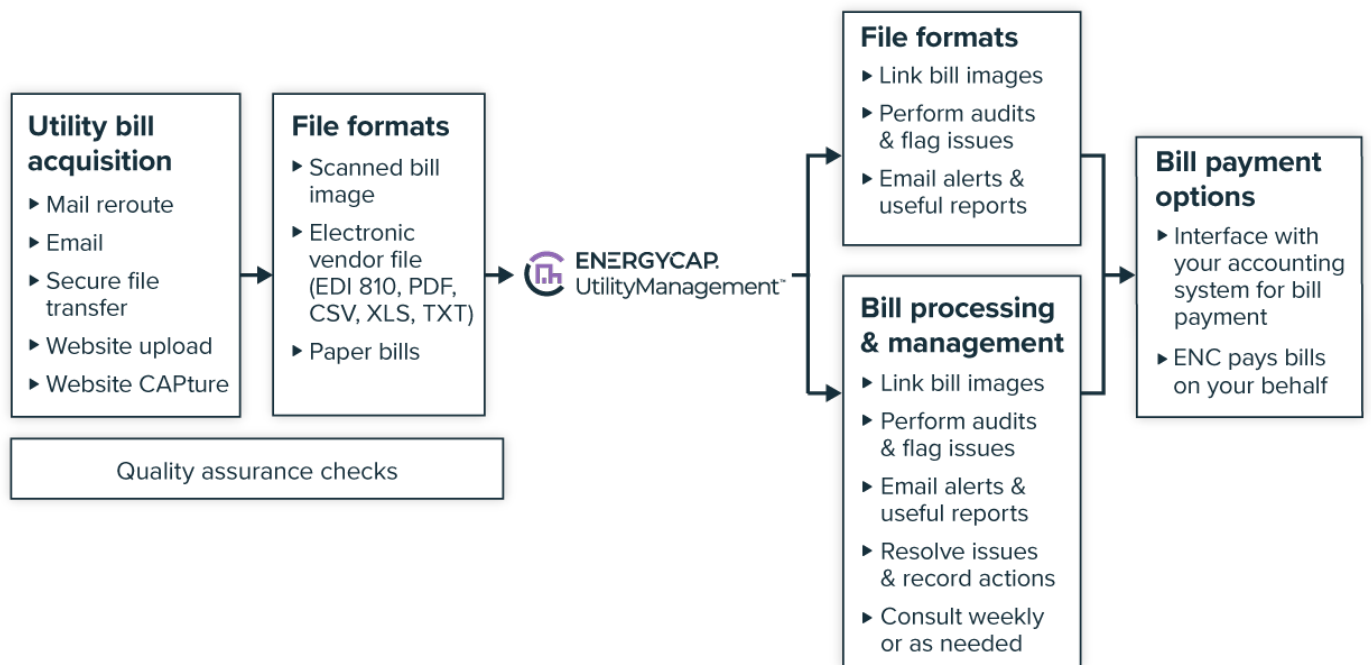 Utility bill
acquisition
▸ Mail reroute
▸ Email
▸ Secure file
transfer
▸ Website upload
▸ Website CAPture
File formats
▸ Scanned bill
image
▸ Electronic
vendor file
(EDI 810, PDF,
CSV, XLS, TXT)
▸ Paper bills
Quality assurance checks
ENERGYCAP.
UtilityManagement™
File formats
▸ Link bill images
▸ Perform audits
& flag issues
▸ Email alerts &
useful reports
Bill processing
& management
▸ Link bill images
▸ Perform audits
& flag issues
▸ Email alerts &
useful reports
▸ Resolve issues
& record actions
▸ Consult weekly
or as needed
Bill payment
options
▸ Interface with
your accounting
system for bill
payment
▸ ENC pays bills
on your behalf